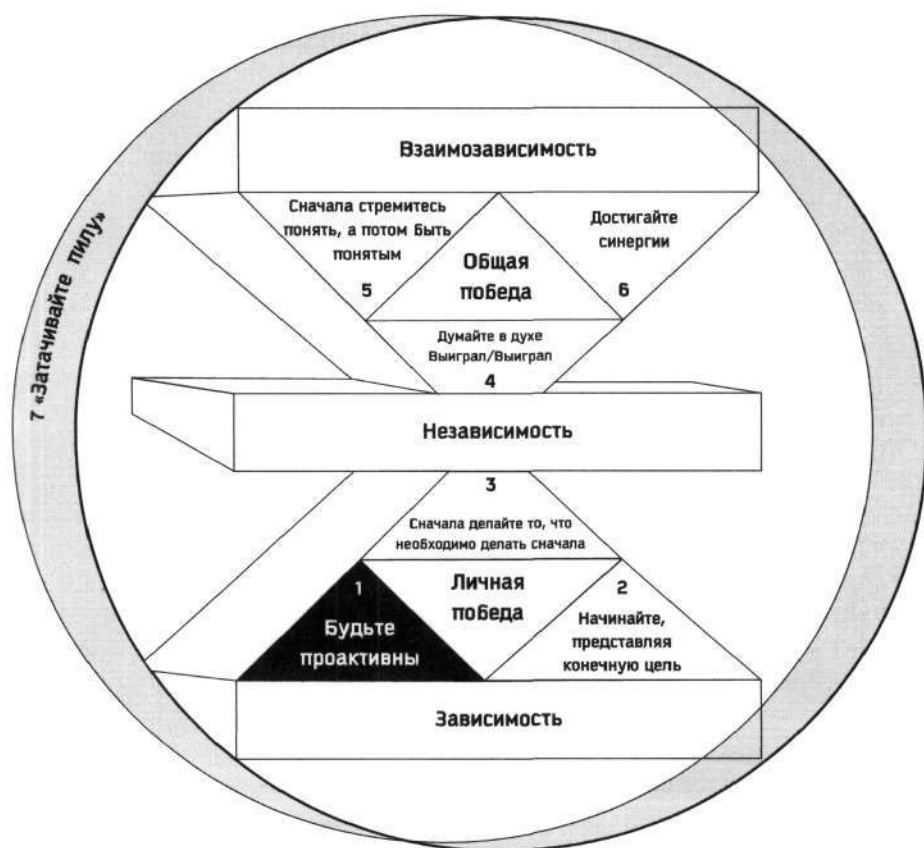 Взаимозависимость
Сначала стремитесь
понять, а потом быть
понятым
5
Общая
победа
Достигайте
синергии
6
Думайте в духе
Выиграл/Выиграл
4
7 «Затачивайте пилу»
Независимость
3
Сначала делайте то, что
необходимо делать сначала
1
Будьте
проактивны
Личная
победа
2
Начинайте,
представляя
конечную цель
Зависимость